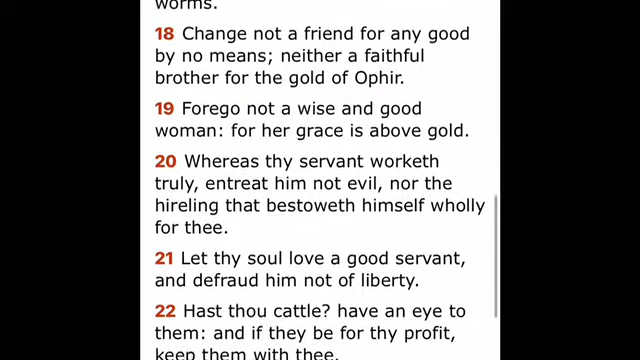 worms.
18 Change not a friend for any good
by no means; neither a faithful
brother for the gold of Ophir.
19 Forego not a wise and good
woman: for her grace is above gold.
20 Whereas thy servant worketh
truly, entreat him not evil, nor the
hireling that bestoweth himself wholly
for thee.
21 Let thy soul love a good servant,
and defraud him not of liberty.
22 Hast thou cattle? have an eye to
them: and if they be for thy profit,
keep them with thee.